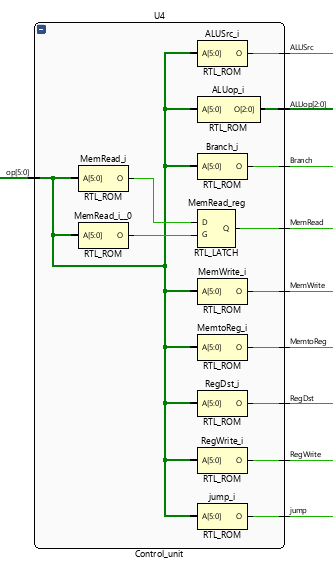 U4
ALUSrc_i
A[5:0] O
RTL_ROM
ALUSrc
ALUop_i
A[5:0] O[2:0]
RTL_ROM
ALUop[2:0]
Branch_i
A[5:0] O
RTL_ROM
Branch
op[5:0]
MemRead_i
A[5:0] O
RTL_ROM
MemRead_i__0
A[5:0] O
RTL_ROM
MemRead_reg
D
G
Q
RTL_LATCH
MemRead
MemWrite_i
A[5:0] O
RTL_ROM
MemWrite
MemtoReg_i
A[5:0] O
RTL_ROM
MemtoReg
RegDst_i
A[5:0] O
RTL_ROM
RegDst
RegWrite_i
A[5:0] O
RTL_ROM
RegWrite
jump_i
A[5:0] O
RTL_ROM
jump
Control_unit